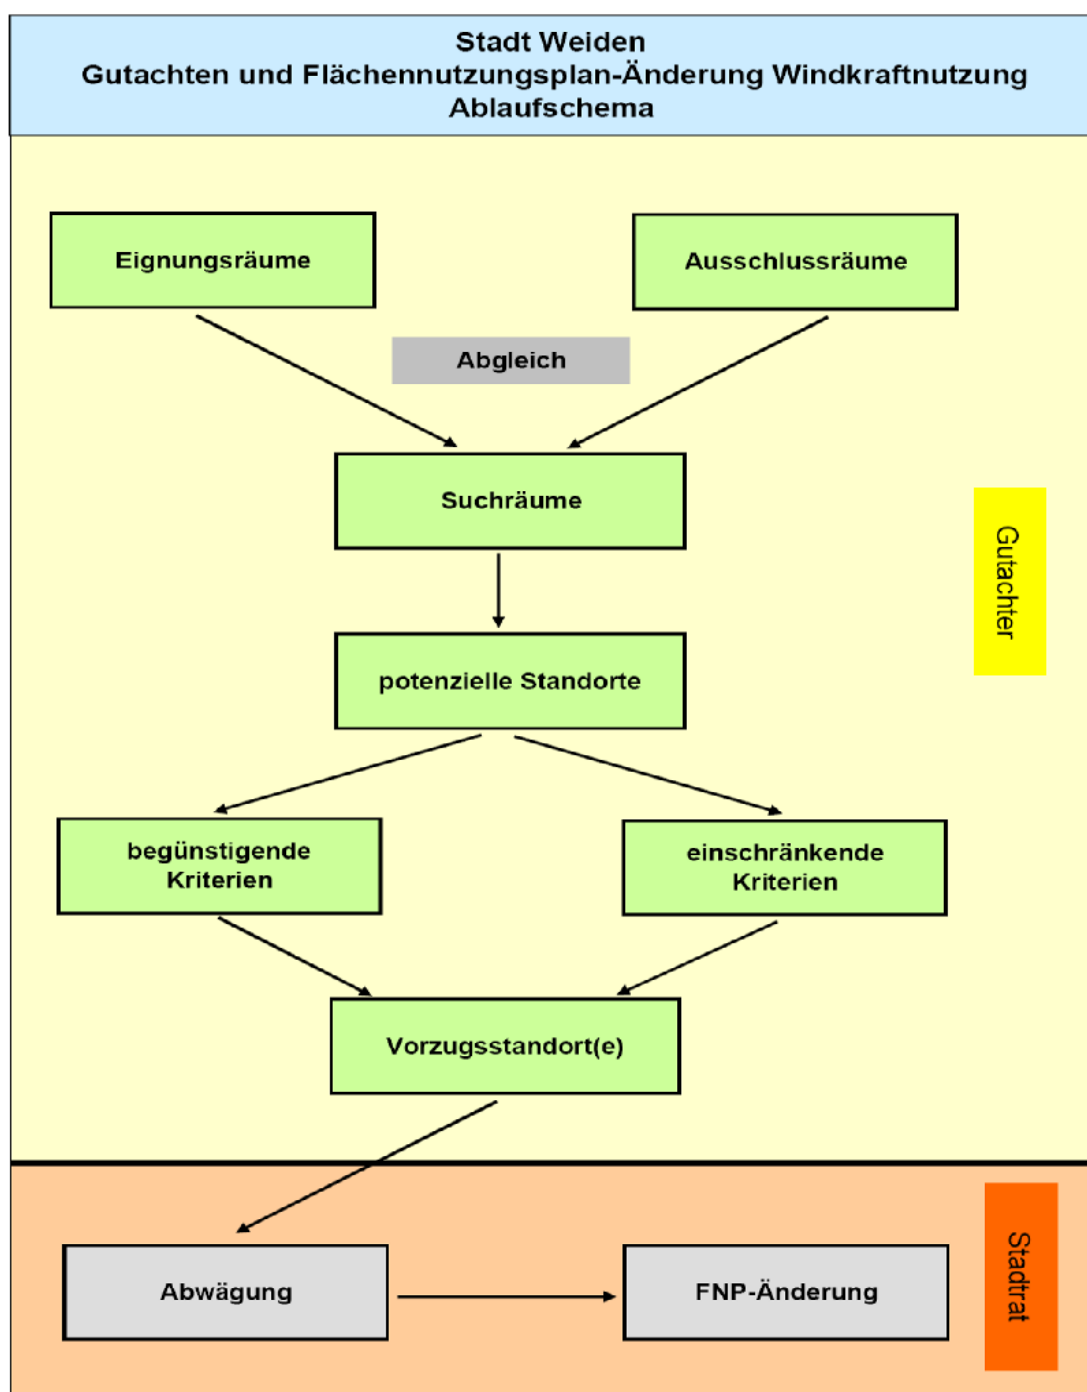 Stadt Weiden
Gutachten und Flächennutzungsplan-Änderung Windkraftnutzung
Ablaufschema
Eignungsräume
Ausschlussräume
Abgleich
Suchräume
Gutachter
potenzielle Standorte
begünstigende
Kriterien
einschränkende
Kriterien
Vorzugsstandort(e)
Stadtrat
Abwägung
FNP-Änderung